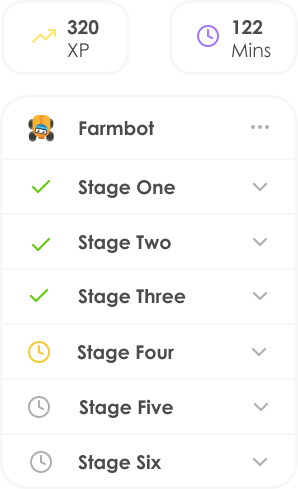 320
XP
122
Mins
Farmbot
Stage One
Stage Two
Stage Three
Stage Four
Stage Five
Stage Six